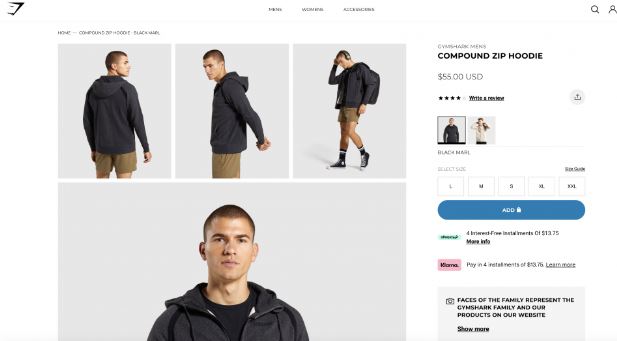 MENS
WOMENS
ACCESSORIES
HOME — COMPOUND ZIP HOODIE - BLACK MARL
GYMSHARK MENS
COMPOUND ZIP HOODIE
$55.00 USD
Write a review
BLACK MARL
SELECT SIZE
Size Guide
L
M
S
XL
XXL
ADD
4 Interest-Free Installments Of $13.75
More info
Klarna.
Pay in 4 installments of $13.75. Learn more
FACES OF THE FAMILY REPRESENT THE
GYMSHARK FAMILY AND OUR
PRODUCTS ON OUR WEBSITE
Show more